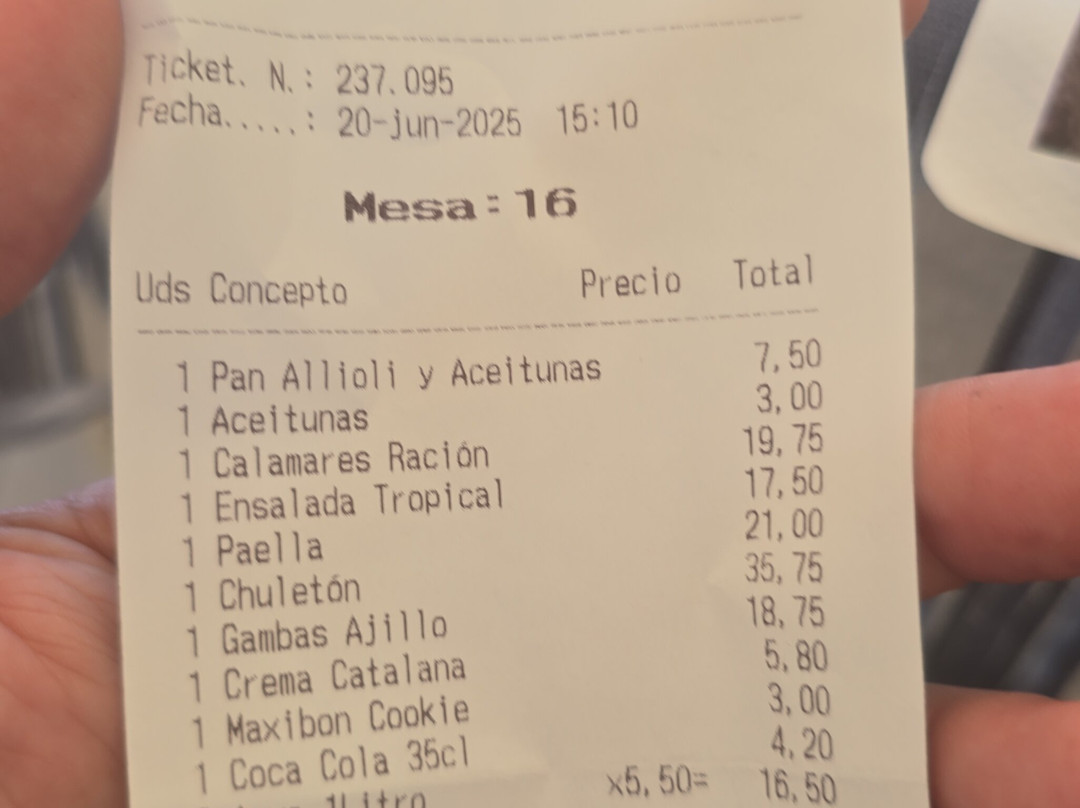 Ticket. N.: 237.095
Fecha.....: 20-jun-2025 15:10
Mesa: 16
Uds Concepto Precio Total
1 Pan Allioli y Aceitunas 7,50
1 Aceitunas 3,00
1 Calamares Ración 19,75
1 Ensalada Tropical 17,50
1 Paella 21,00
1 Chuletón 35,75
1 Gambas Ajillo 18,75
1 Crema Catalana 5,80
1 Maxibon Cookie 3,00
1 Coca Cola 35cl 4,20
1Litro x5,50= 16,50